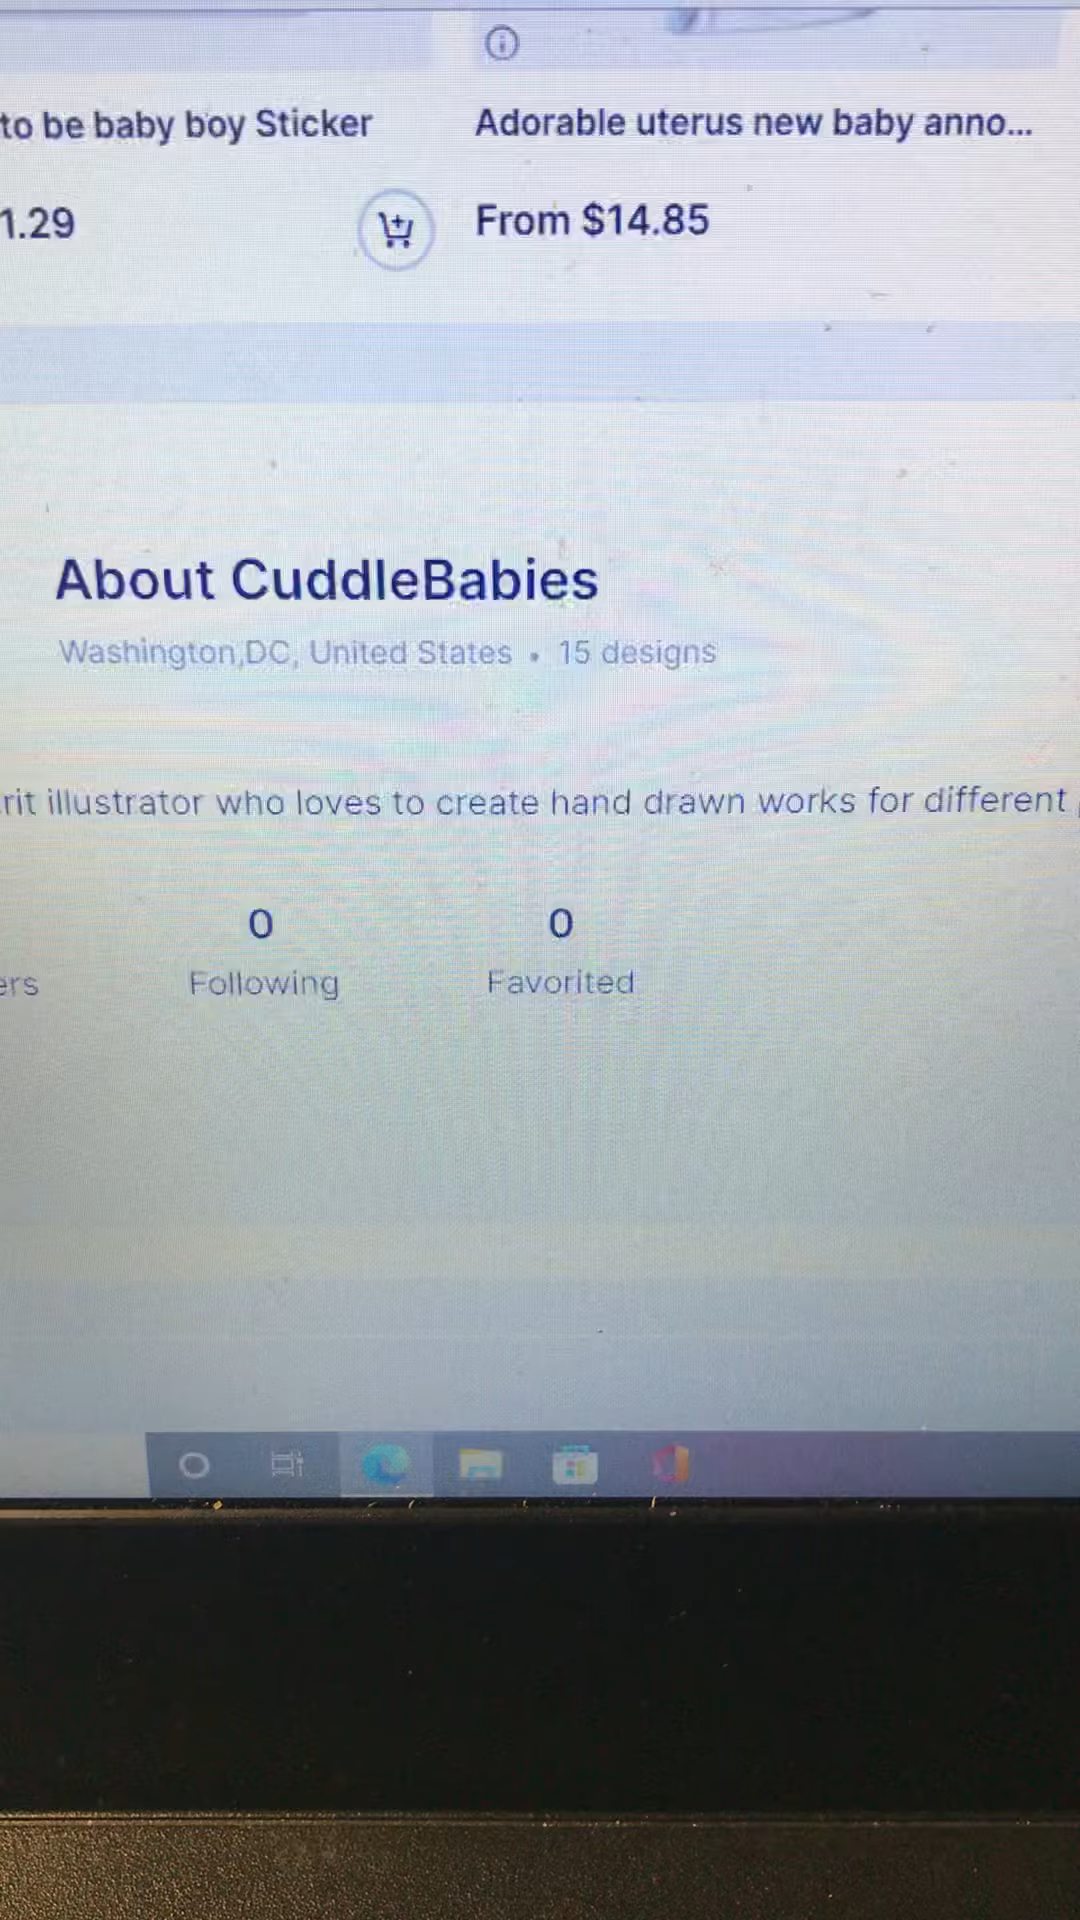 to be baby boy Sticker
Adorable uterus new baby anno...
1.29
From $14.85
About CuddleBabies
Washington,DC, United States • 15 designs
rit illustrator who loves to create hand drawn works for different
0
0
ers
Following
Favorited